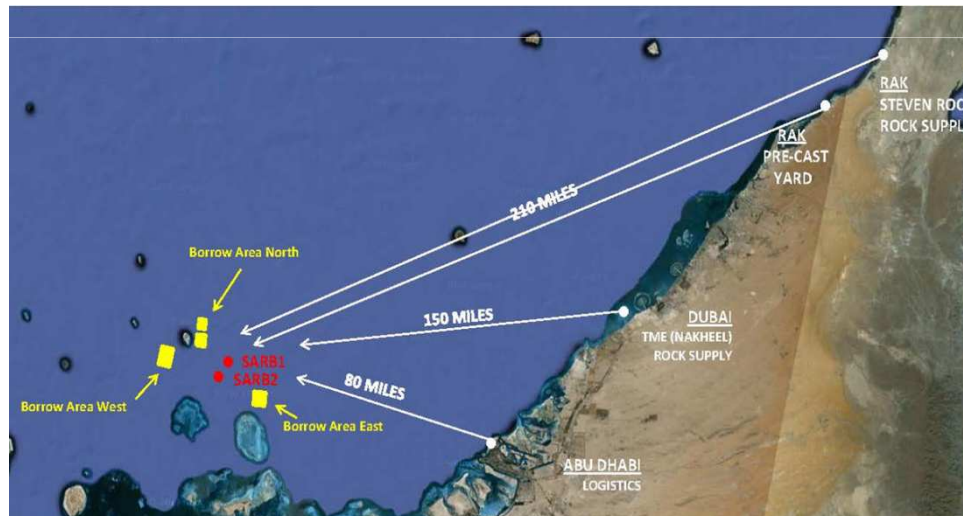 RAK
STEVEN ROC
ROCK SUPPL
RAK
PRE-CAST
YARD
210 MILES
Borrow Area North
150 MILES
DUBAI
TME (NAKHEEL)
ROCK SUPPLY
SARB1
SARB2
80 MILES
Borrow Area West
Borrow Area East
ABU DHABI
LOGISTICS